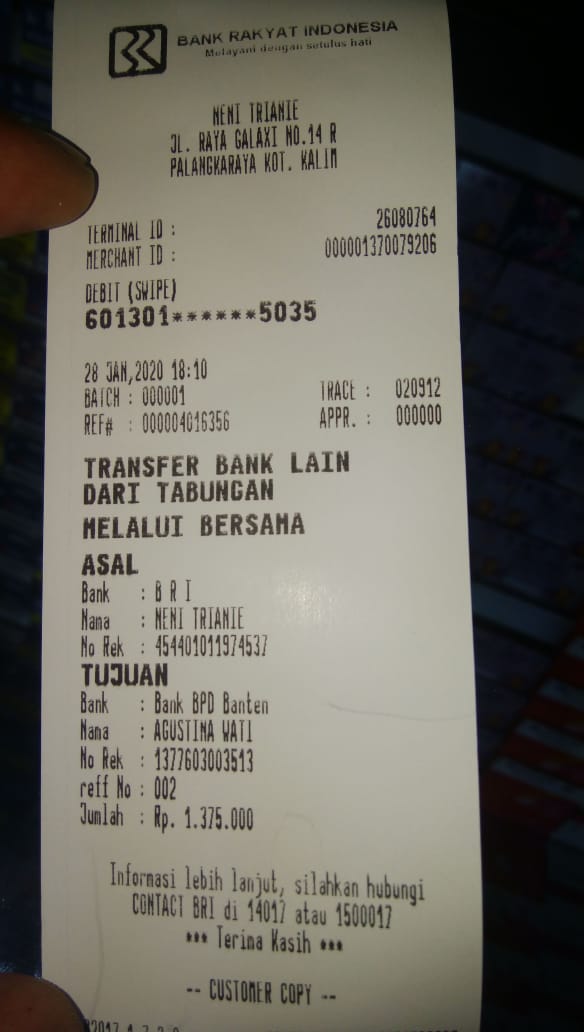 BANK RAKYAT INDONESIA
Melayani dengan setulus hati
NENI TRIANIE
JL. RAYA GALAXI NO.14 R
PALANGKARAYA KOT. KALIM
TERMINAL ID : 26080764
MERCHANT ID : 000001370079206
DEBIT (SWIPE)
601301******5035
28 JAN,2020 18:10
BATCH : 000001 TRACE : 020912
REF# : 000004016356 APPR. : 000000
TRANSFER BANK LAIN
DARI TABUNGAN
MELALUI BERSAMA
ASAL
Bank : B R I
Nama : NENI TRIANIE
No Rek : 454401011974537
TUJUAN
Bank : Bank BPD Banten
Nama : AGUSTINA WATI
No Rek : 1377603003513
reff No : 002
Jumlah : Rp. 1.375.000
Informasi lebih lanjut, silahkan hubungi
CONTACT BRI di 14017 atau 1500017
*** Terima Kasih ***
-- CUSTOMER COPY --